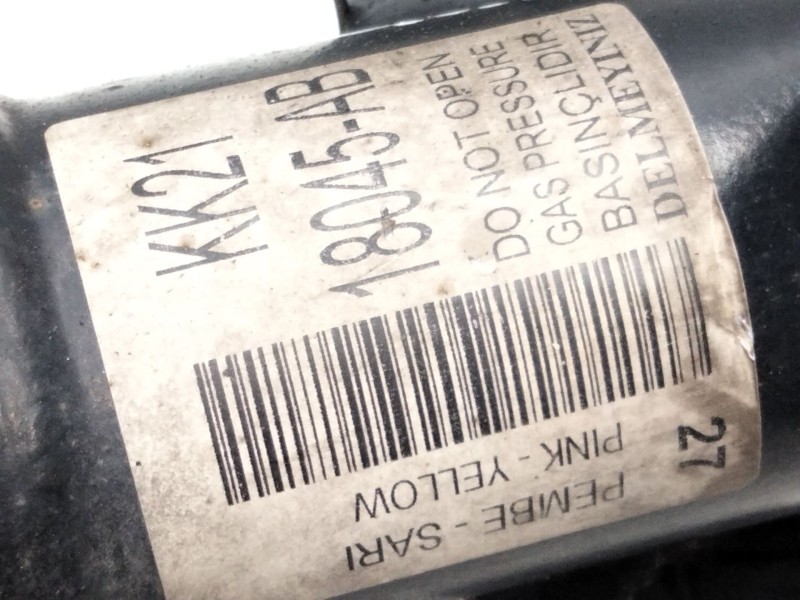 KK21
18045-AB
DO NOT OPEN
GAS PRESSURE
BASINÇLIDIR.
DELMEYINIZ
27
PINK - YELLOW
PEMBE - SARI